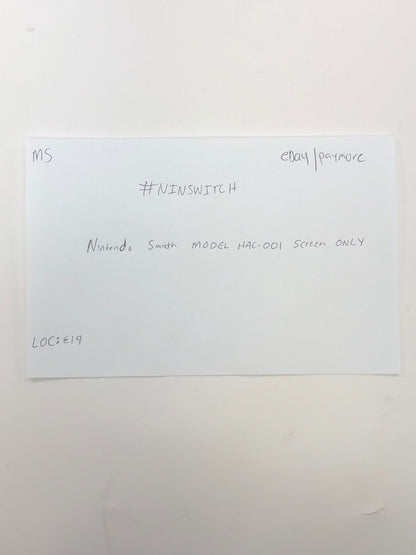 MS eBay/paymore
#NINSWITCH
Nintendo Switch MODEL HAC-001 Screen ONLY
LOC: E19